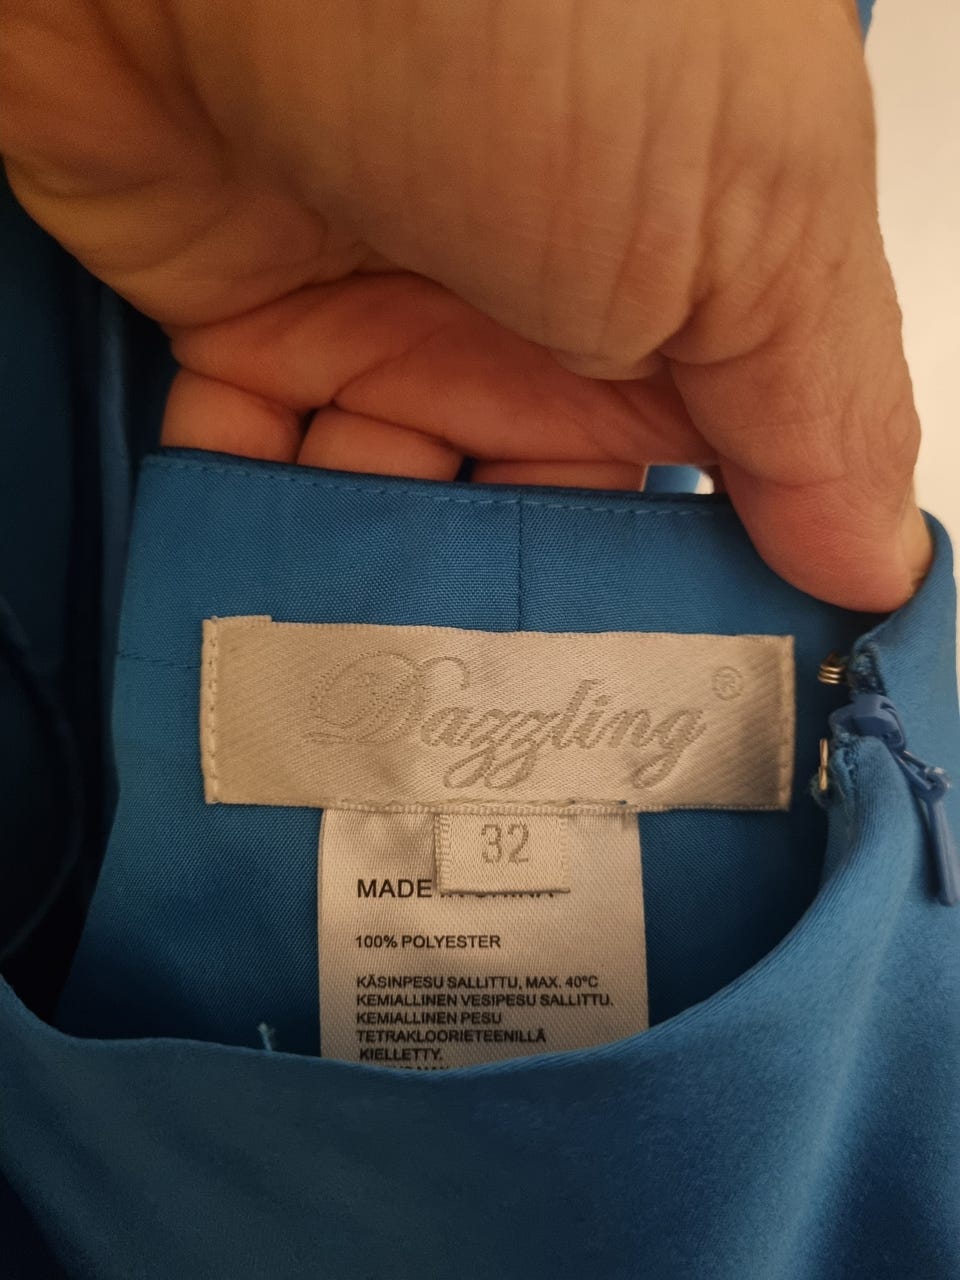 Dazzling®
32
MADE
100% POLYESTER
KÄSINPESU SALLITTU, MAX. 40°C
KEMIALLINEN VESIPESU SALLITTU.
KEMIALLINEN PESU
TETRAKLOORIETEENILLÄ
KIELLETTY.